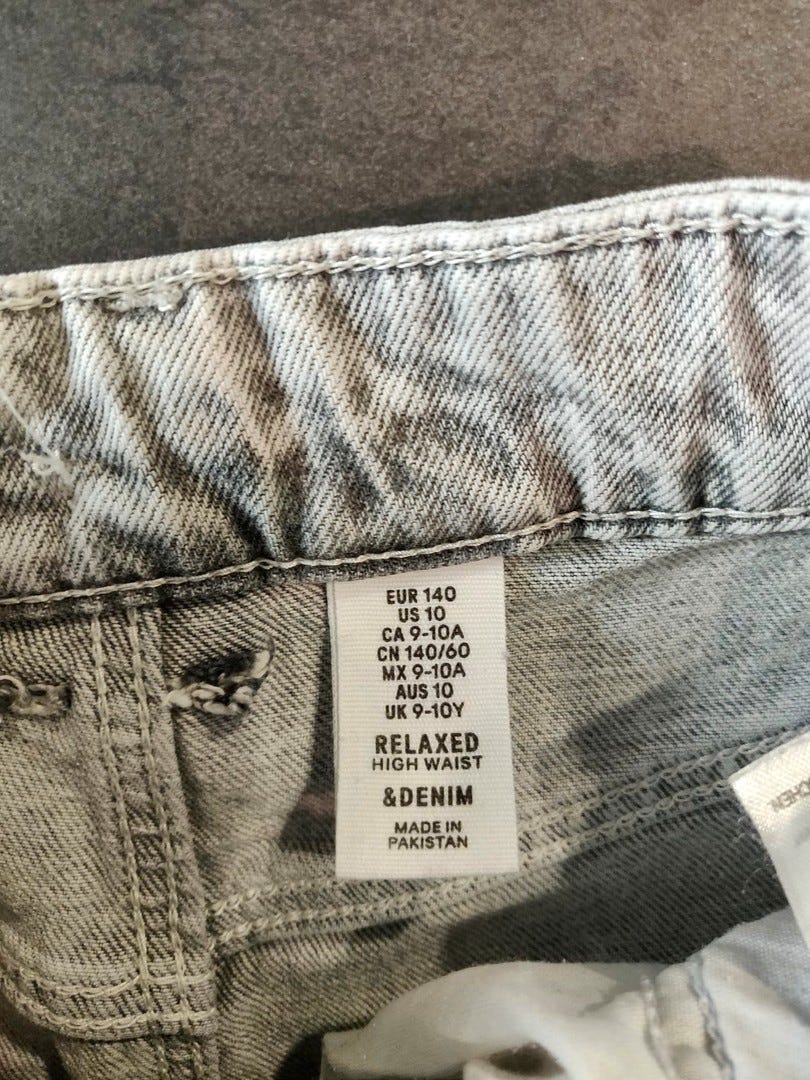 EUR 140
US 10
CA 9-10A
CN 140/60
MX 9-10A
AUS 10
UK 9-10Y
RELAXED
HIGH WAIST
&DENIM
MADE IN
PAKISTAN